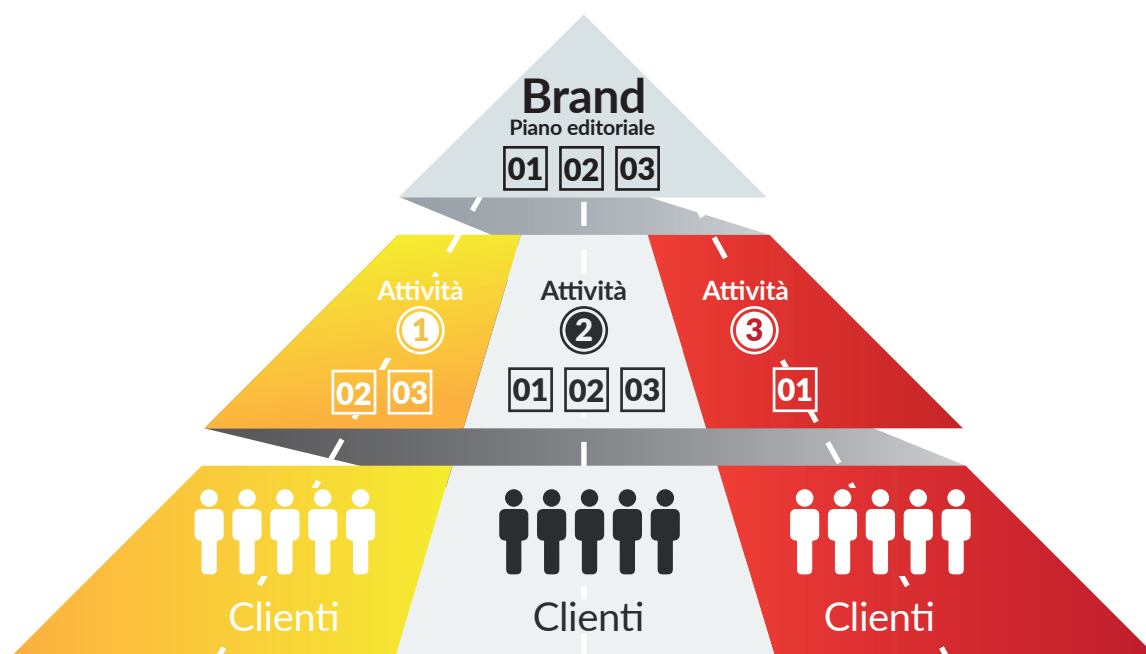 Brand
Piano editoriale
01 02 03
Attività Attività Attività
1 2 3
02 03 01 02 03 01
Clienti Clienti Clienti